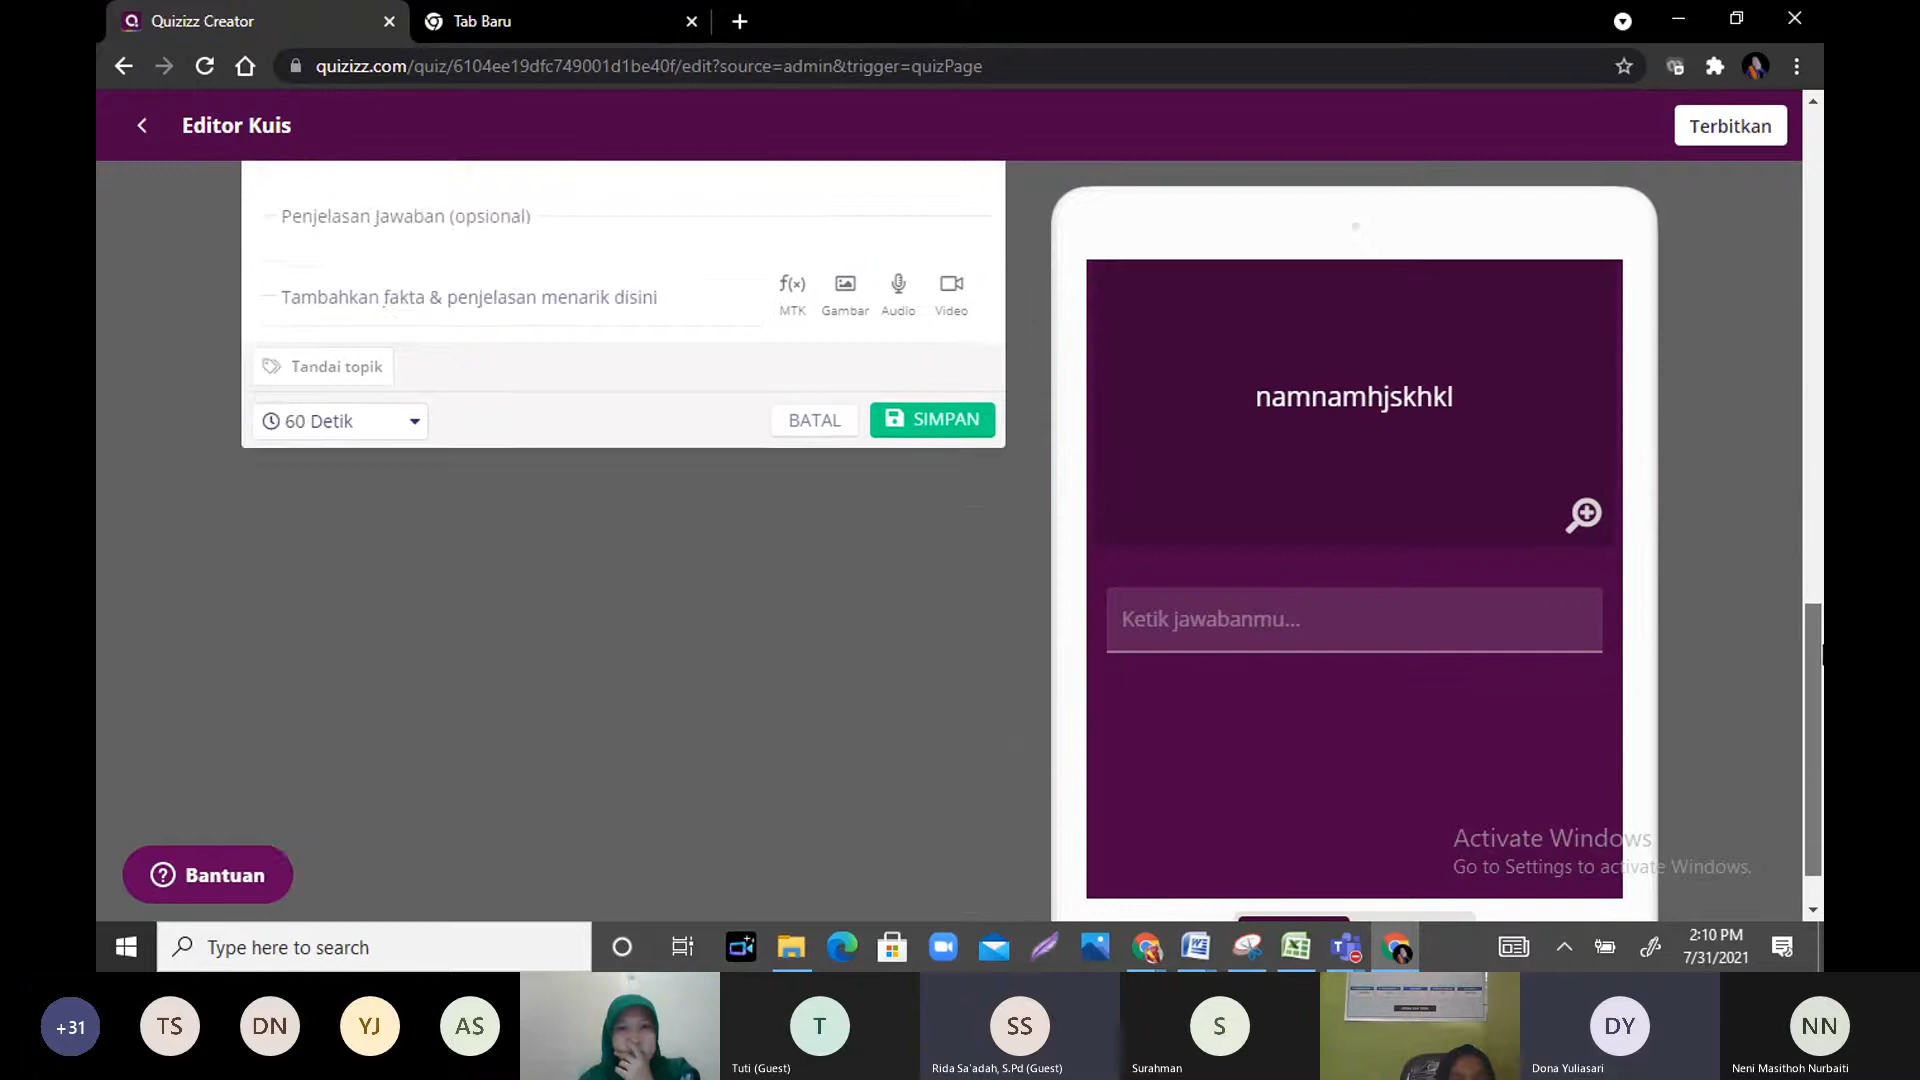 Quizizz Creator
Tab Baru
quizizz.com/quiz/6104ee19dfc749001d1be40f/edit?source=admin&trigger=quizPage
Editor Kuis
Terbitkan
Penjelasan Jawaban (opsional)
Tambahkan fakta & penjelasan menarik disini
f(x)
MTK
Gambar
Audio
Video
Tandai topik
60 Detik
BATAL
SIMPAN
namnamhjskhkl
Ketik jawabanmu...
Activate Windows
Go to Settings to activate Windows.
Bantuan
Type here to search
2:10 PM
7/31/2021
+31
TS
DN
YJ
AS
T
Tuti (Guest)
SS
Rida Sa'adah, S.Pd (Guest)
S
Surahman
DY
Dona Yuliasari
NN
Neni Masithoh Nurbaiti